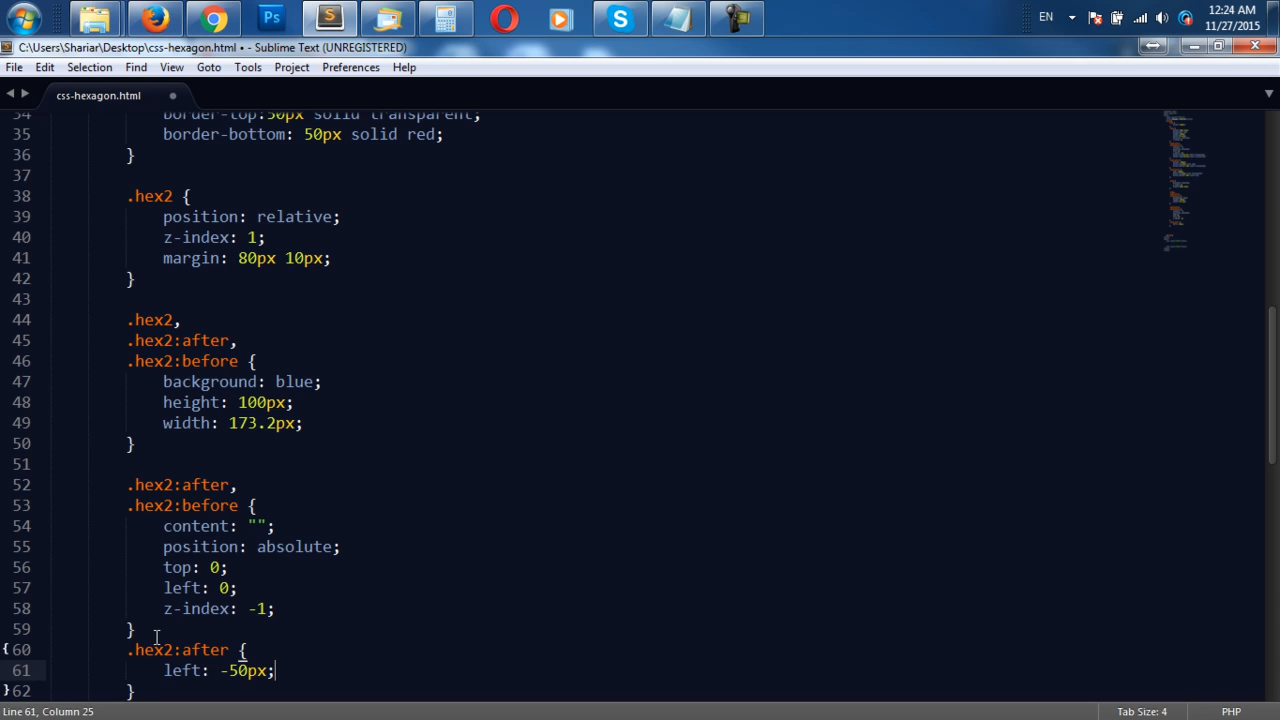 EN
12:24 AM
11/27/2015
Ps
S
C:\Users\Shariar\Desktop\css-hexagon.html • - Sublime Text (UNREGISTERED)
File Edit Selection Find View Goto Tools Project Preferences Help
css-hexagon.html
34 border-top:50px solid transparent;
35 border-bottom: 50px solid red;
36 }
37
38 .hex2 {
39 position: relative;
40 z-index: 1;
41 margin: 80px 10px;
42 }
43
44 .hex2,
45 .hex2:after,
46 .hex2:before {
47 background: blue;
48 height: 100px;
49 width: 173.2px;
50 }
51
52 .hex2:after,
53 .hex2:before {
54 content: "";
55 position: absolute;
56 top: 0;
57 left: 0;
58 z-index: -1;
59 }
{ 60 .hex2:after {
61 left: -50px;
} 62 }
Line 61, Column 25
Tab Size: 4
PHP